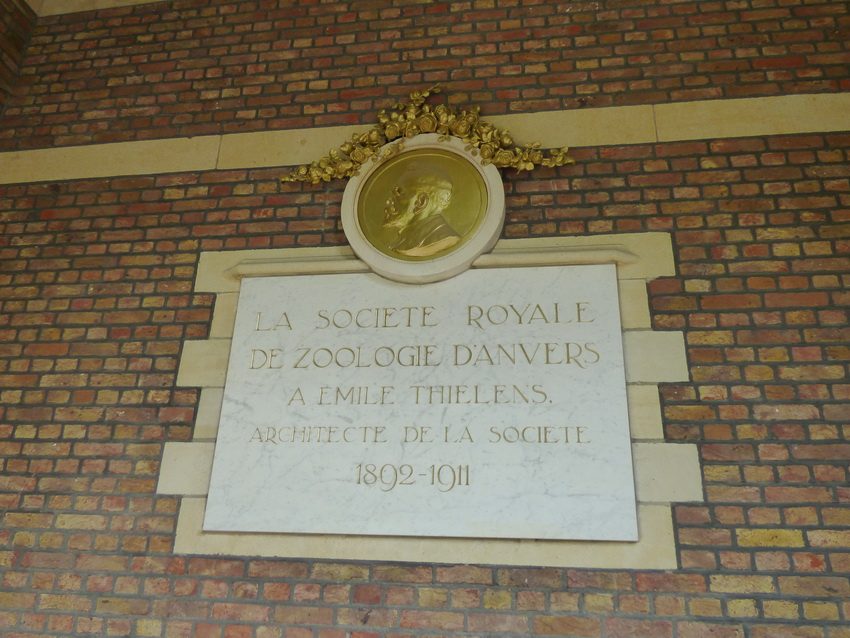 LA SOCIETE ROYALE
DE ZOOLOGIE D'ANVERS
A EMILE THIELENS.
ARCHITECTE DE LA SOCIETE
1892-1911